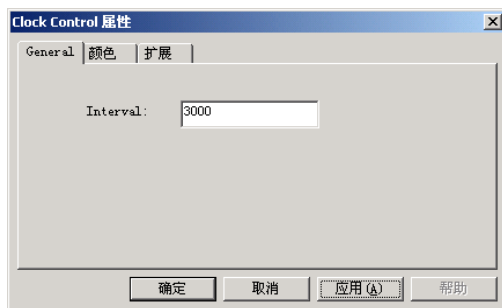 Clock Control 属性
General 颜色 扩展
Interval: 3000
确定 取消 应用(A) 帮助